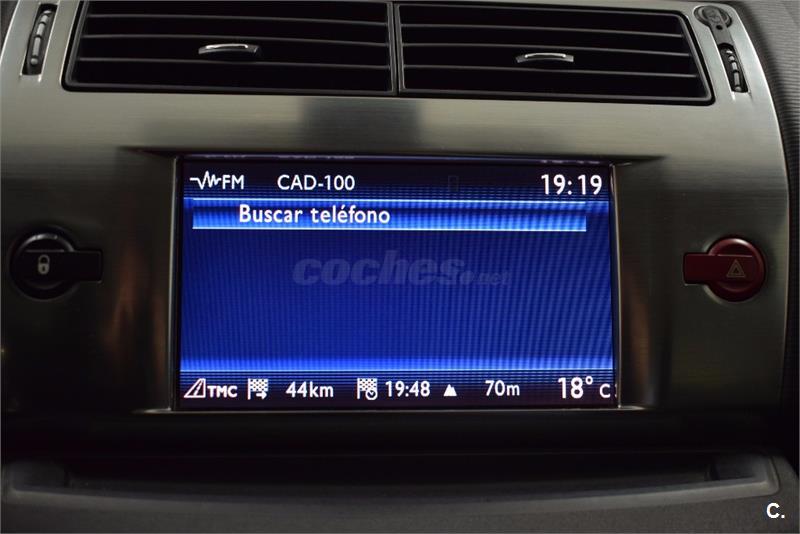 FM CAD-100 19:19
Buscar teléfono
coches.net
TMC 44km 19:48 70m 18° C
C.